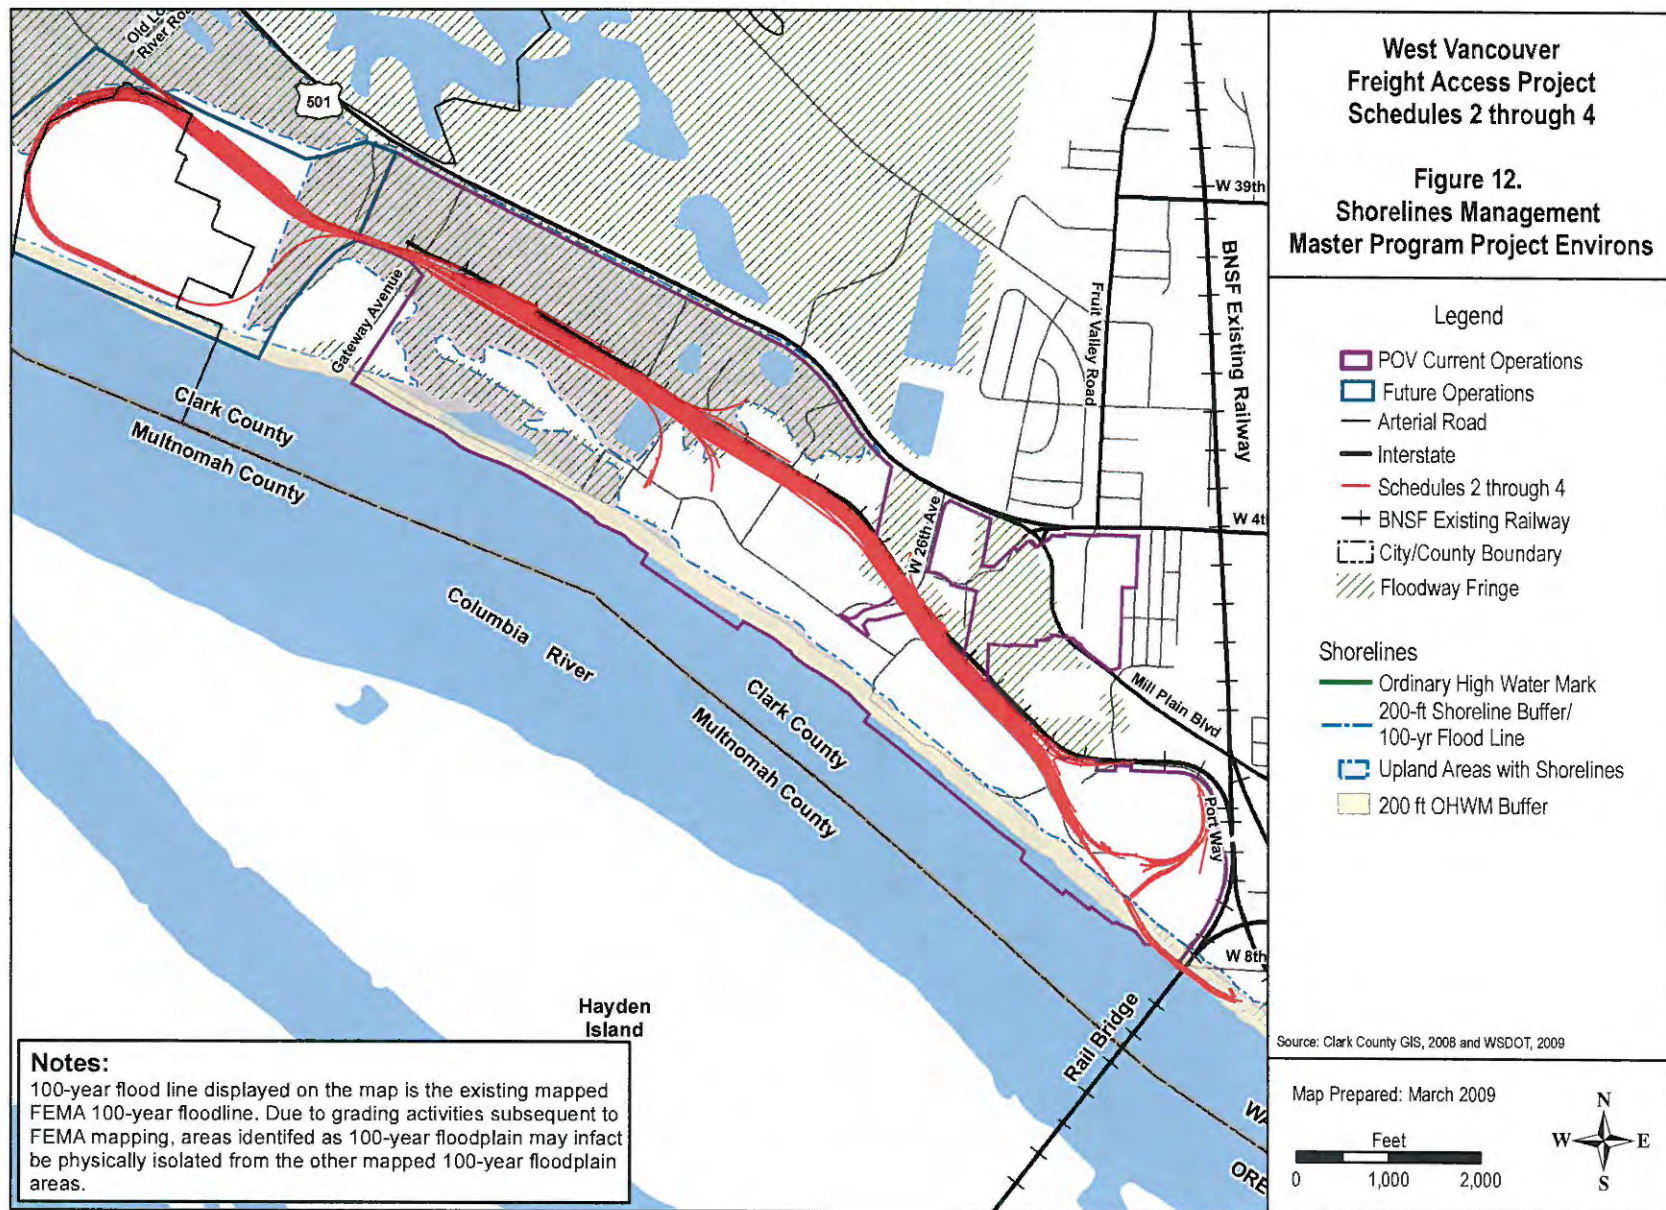 West Vancouver
Freight Access Project
Schedules 2 through 4
Figure 12.
Shorelines Management
Master Program Project Environs
Legend
POV Current Operations
Future Operations
Arterial Road
Interstate
Schedules 2 through 4
BNSF Existing Railway
City/County Boundary
Floodway Fringe
Shorelines
Ordinary High Water Mark
200-ft Shoreline Buffer/
100-yr Flood Line
Upland Areas with Shorelines
200 ft OHWM Buffer
Source: Clark County GIS, 2008 and WSDOT, 2009
Map Prepared: March 2009
Feet
0 1,000 2,000
N
W E
S
Old Lo
River Roa
501
W 39th
BNSF Existing Railway
Fruit Valley Road
Gateway Avenue
Clark County
Multnomah County
W 4t
W 26th Ave
Columbia River
Mill Plain Blvd
Clark County
Multnomah County
Port Way
W 8th
Rail Bridge
Hayden
Island
WA
ORE
Notes:
100-year flood line displayed on the map is the existing mapped
FEMA 100-year floodline. Due to grading activities subsequent to
FEMA mapping, areas identifed as 100-year floodplain may infact
be physically isolated from the other mapped 100-year floodplain
areas.